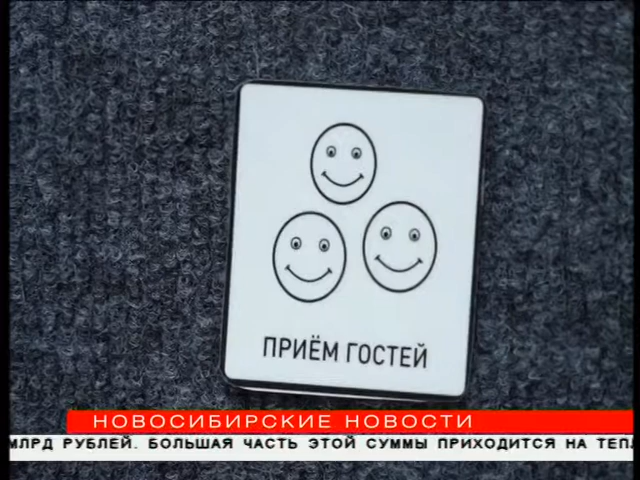 ПРИЁМ ГОСТЕЙ
НОВОСИБИРСКИЕ НОВОСТИ
МЛРД РУБЛЕЙ. БОЛЬШАЯ ЧАСТЬ ЭТОЙ СУММЫ ПРИХОДИТСЯ НА